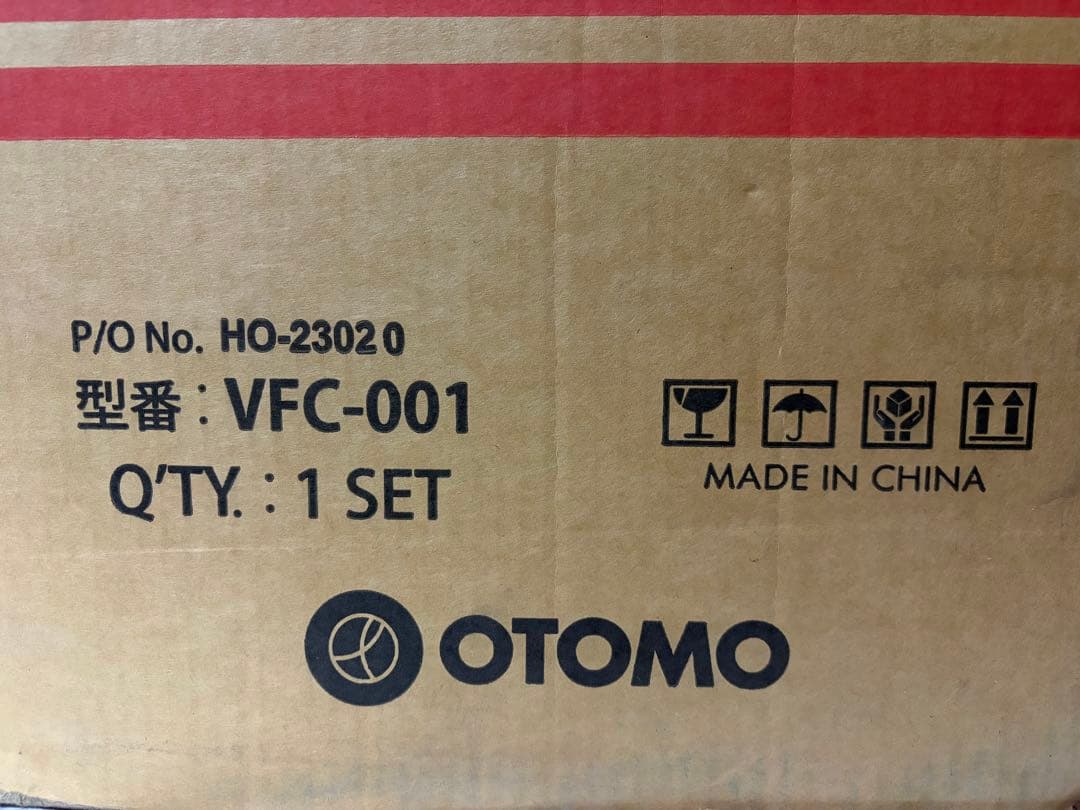 P/O No. HO-23020
型番：VFC-001
Q'TY.：1 SET
MADE IN CHINA
OTOMO